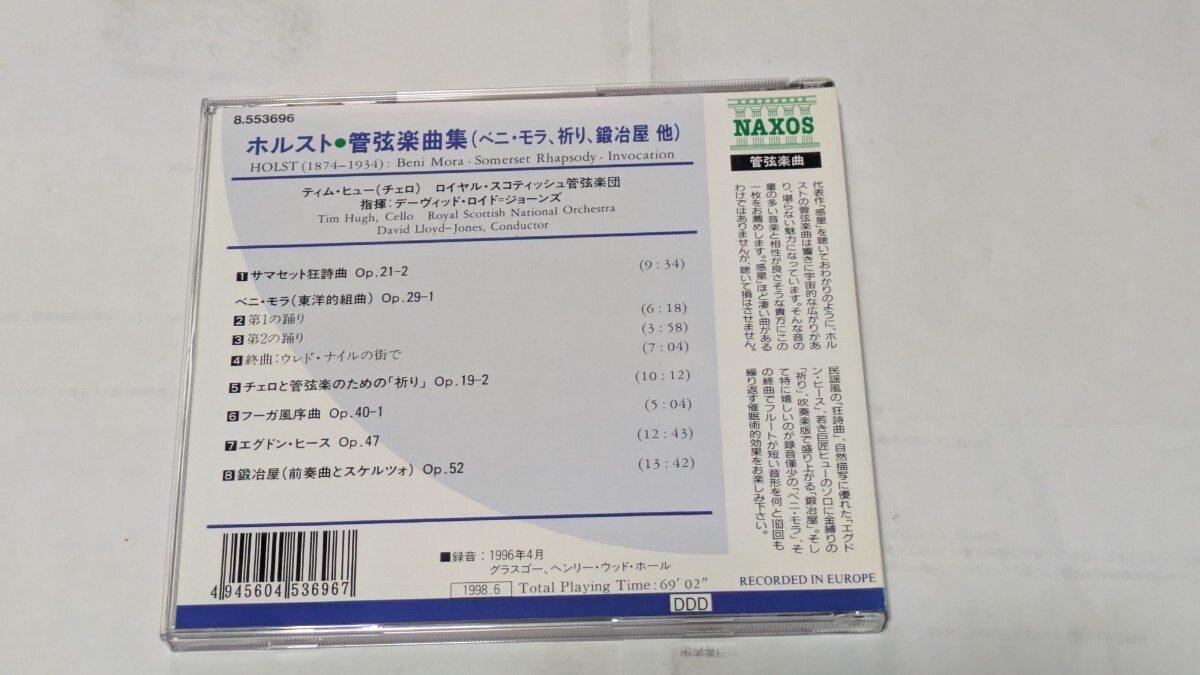 8.553696
ホルスト•管弦楽曲集(ベニ・モラ、祈り、鍛冶屋 他)
HOLST (1874-1934): Beni Mora · Somerset Rhapsody · Invocation
ティム・ヒュー(チェロ) ロイヤル・スコティッシュ管弦楽団
指揮:デーヴィッド・ロイド=ジョーンズ
Tim Hugh, Cello Royal Scottish National Orchestra
David Lloyd-Jones, Conductor
1 サマセット狂詩曲 Op.21-2 (9:34)
ベニ・モラ(東洋的組曲) Op.29-1
2 第1の踊り (6:18)
3 第2の踊り (3:58)
4 終曲:ウレド・ナイルの街で (7:04)
5 チェロと管弦楽のための「祈り」 Op.19-2 (10:12)
6 フーガ風序曲 Op.40-1 (5:04)
7 エグドン・ヒース Op.47 (12:43)
8 鍛冶屋(前奏曲とスケルツォ) Op.52 (13:42)
4 945604 536967
■録音:1996年4月
グラスゴー、ヘンリー・ウッド・ホール
1998.6 Total Playing Time:69′02″
DDD
NAXOS
管弦楽曲
代表作「惑星」を聴いておわかりのように、ホル
ストの管弦楽曲は響きに宇宙的な広がりがあ
り、堪らない魅力になっています。そんな音の
量の多い音楽と相性が良さそうな貴方にこの
一枚をお薦めします。「惑星」ほど凄い曲がある
わけではありませんが、聴いて損はさせません。
民謡風の「狂詩曲」、自然描写に優れた「エグド
ン・ヒース」、若き巨匠ヒューのソロに金縛りの
「祈り」、吹奏楽版で盛り上がる「鍛冶屋」。そし
て特に嬉しいのが録音僅少の「ベニ・モラ」、そ
の終曲でフルートが短い音形を何と163回も
繰り返す催眠術的効果をお楽しみ下さい。
RECORDED IN EUROPE